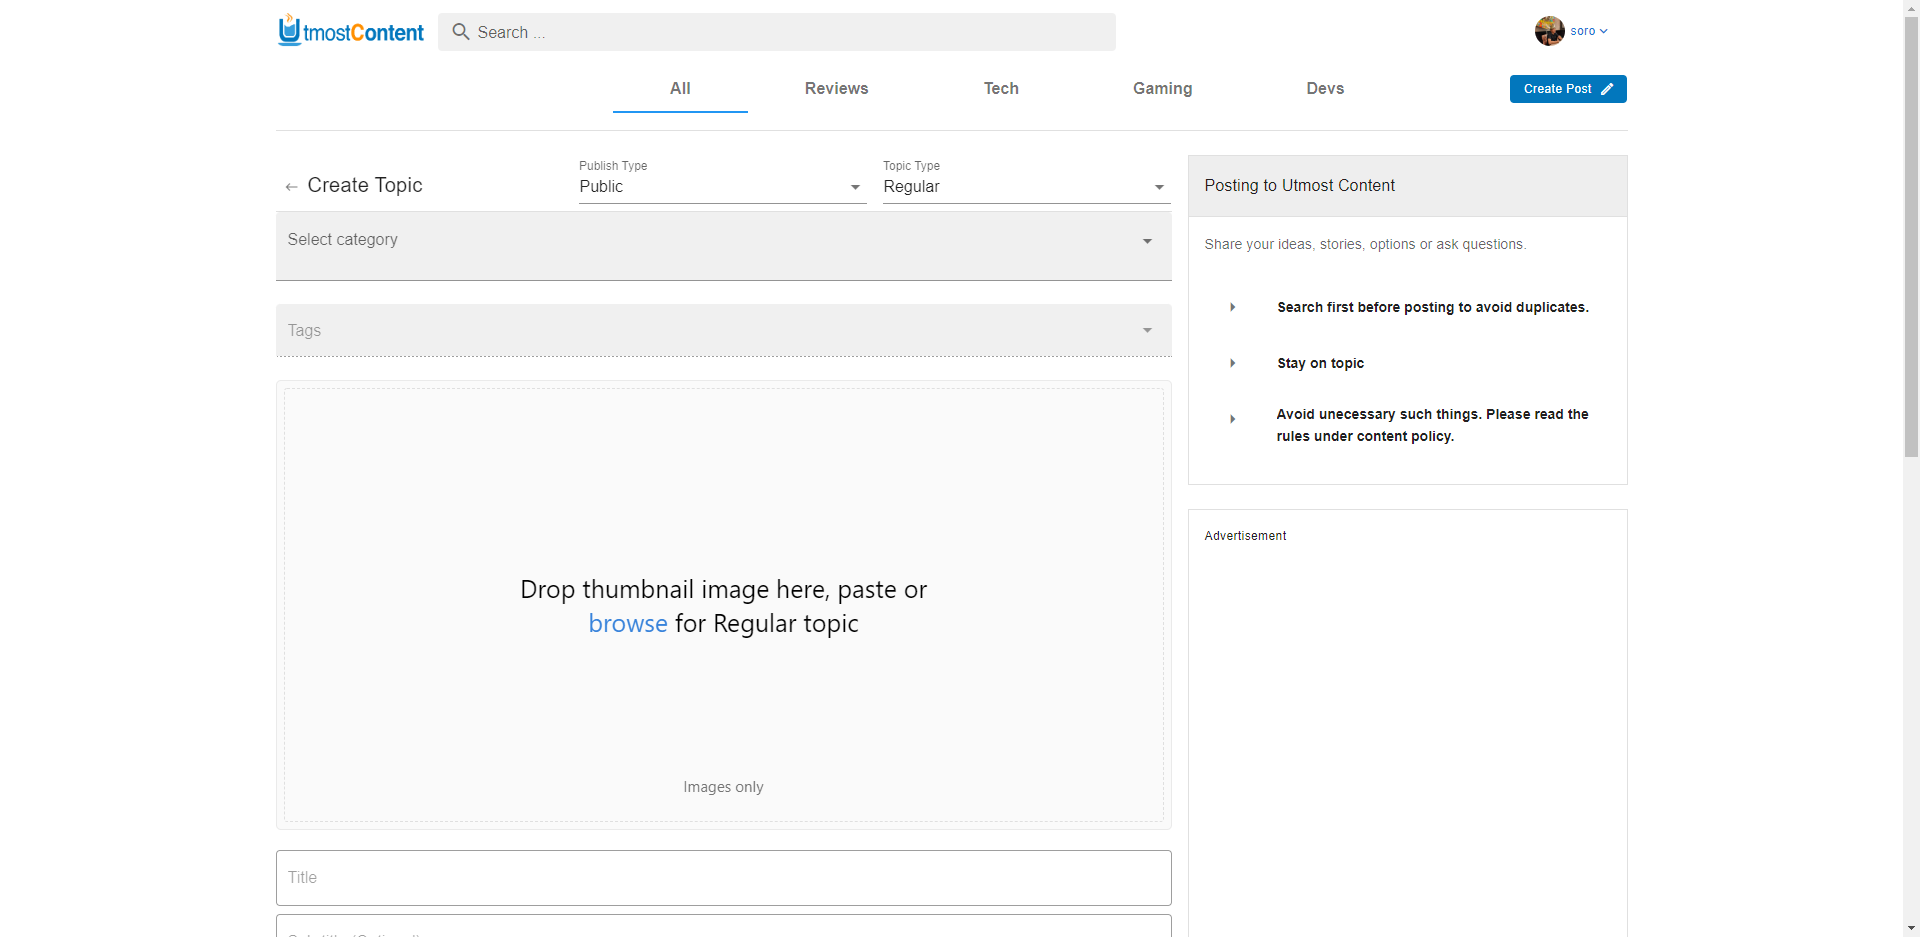 UtmostContent
Search ...
soro
All
Reviews
Tech
Gaming
Devs
Create Post
← Create Topic
Publish Type
Public
Topic Type
Regular
Select category
Tags
Drop thumbnail image here, paste or
browse for Regular topic
Images only
Title
Posting to Utmost Content
Share your ideas, stories, options or ask questions.
Search first before posting to avoid duplicates.
Stay on topic
Avoid unecessary such things. Please read the
rules under content policy.
Advertisement